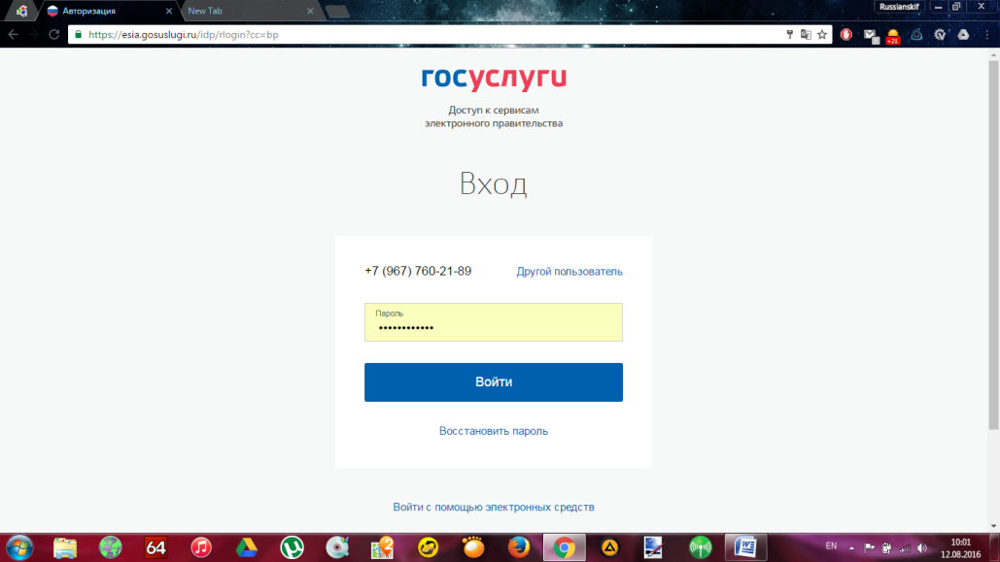 Авторизация
New Tab
Russianskif
https://esia.gosuslugi.ru/idp/rlogin?cc=bp
+21
госуслуги
Доступ к сервисам
электронного правительства
Вход
+7 (967) 760-21-89 Другой пользователь
Пароль
••••••••••••
Войти
Восстановить пароль
Войти с помощью электронных средств
64
EN
10:01
12.08.2016